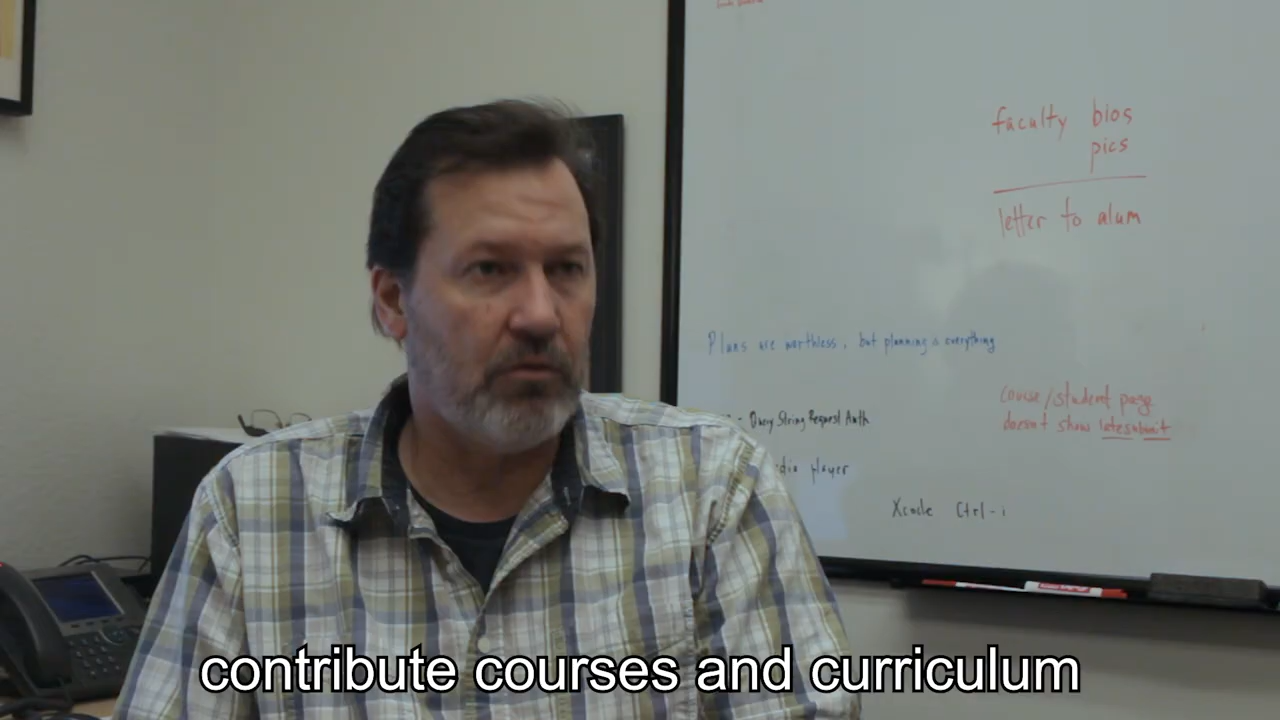 faculty bios
pics
letter to alum
Plans are worthless, but planning is everything
course/student page
doesn't show latesubmit
- Query String Request Auth
player
Xcode Ctrl-i
contribute courses and curriculum